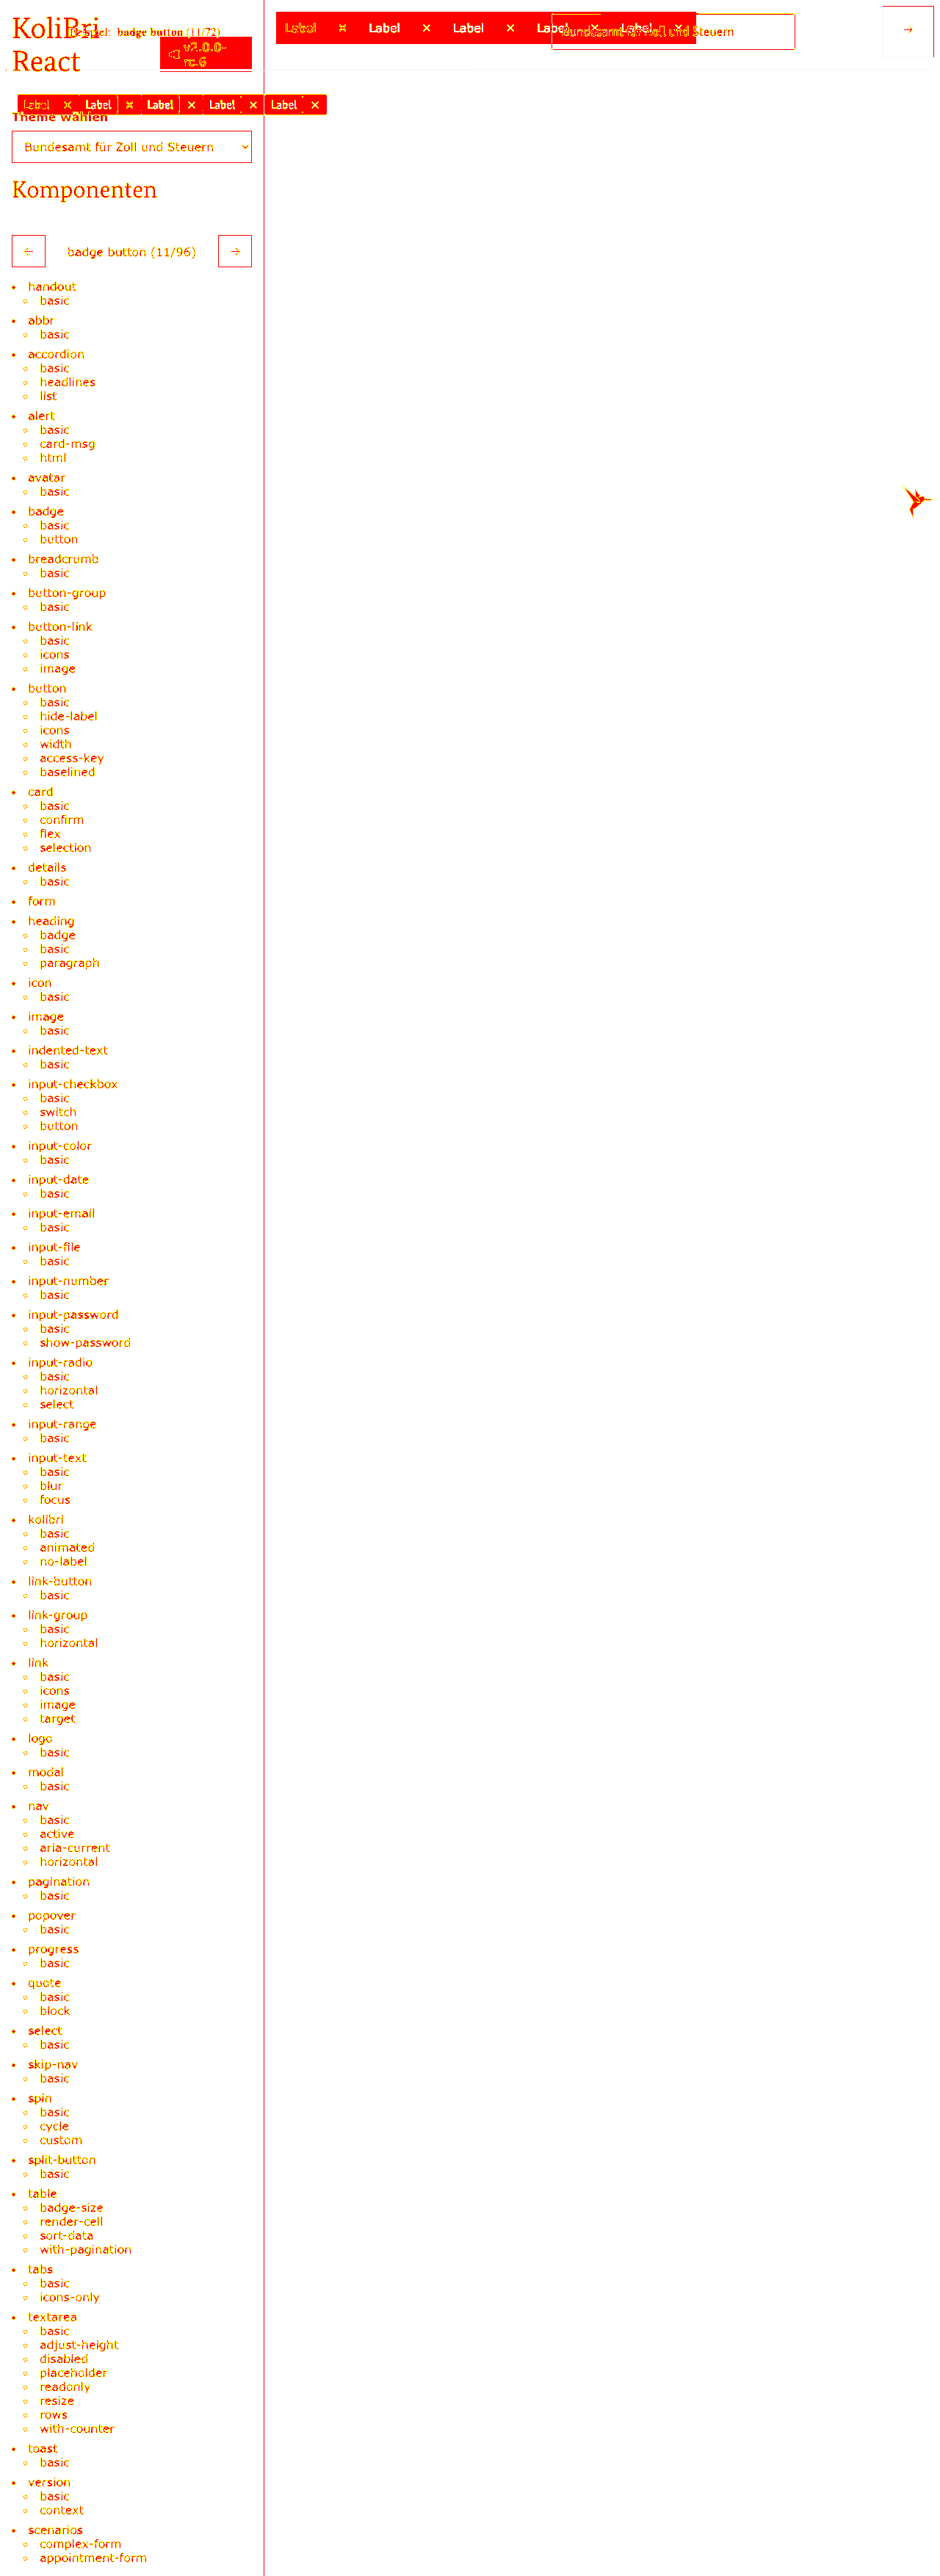 KoliBri
React
Beispiel: badge button (11/72)
v2.0.0-
rc.6
Label
Label
Label
Label
Label
Bundesamt für Zoll und Steuern
→
Label
Label
Label
Label
Label
Theme wählen
Bundesamt für Zoll und Steuern
Komponenten
← badge button (11/96) →
handout
basic
abbr
basic
accordion
basic
headlines
list
alert
basic
card-msg
html
avatar
basic
badge
basic
button
breadcrumb
basic
button-group
basic
button-link
basic
icons
image
button
basic
hide-label
icons
width
access-key
baselined
card
basic
confirm
flex
selection
details
basic
form
heading
badge
basic
paragraph
icon
basic
image
basic
indented-text
basic
input-checkbox
basic
switch
button
input-color
basic
input-date
basic
input-email
basic
input-file
basic
input-number
basic
input-password
basic
show-password
input-radio
basic
horizontal
select
input-range
basic
input-text
basic
blur
focus
kolibri
basic
animated
no-label
link-button
basic
link-group
basic
horizontal
link
basic
icons
image
target
logo
basic
modal
basic
nav
basic
active
aria-current
horizontal
pagination
basic
popover
basic
progress
basic
quote
basic
block
select
basic
skip-nav
basic
spin
basic
cycle
custom
split-button
basic
table
badge-size
render-cell
sort-data
with-pagination
tabs
basic
icons-only
textarea
basic
adjust-height
disabled
placeholder
readonly
resize
rows
with-counter
toast
basic
version
basic
context
scenarios
complex-form
appointment-form